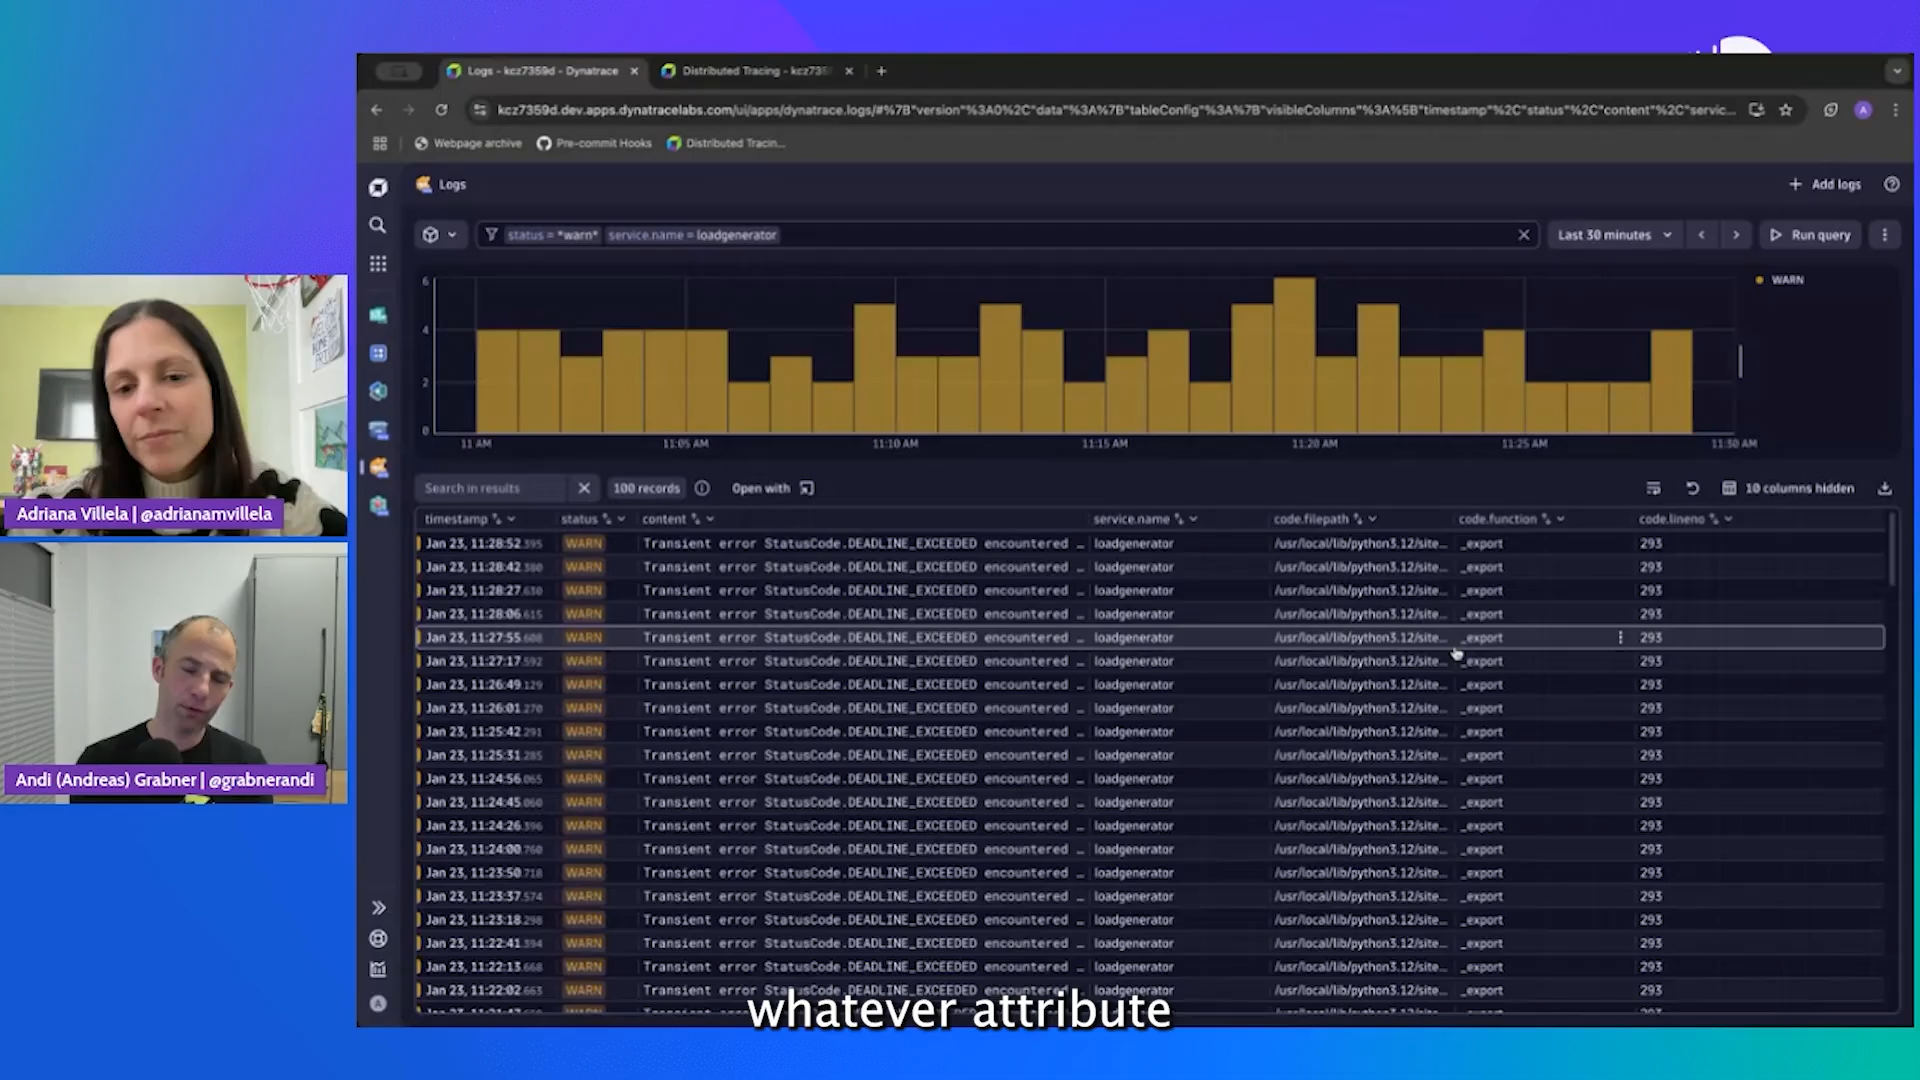 Logs - kcz7359d - Dynatrace
Distributed Tracing - kcz735
kcz7359d.dev.apps.dynatracelabs.com/ui/apps/dynatrace.logs/#%7B"version"%3A0%2C"data"%3A%7B"tableConfig"%3A%7B"visibleColumns"%3A%5B"timestamp"%2C"status"%2C"content"%2C"servic...
Webpage archive
Pre-commit Hooks
Distributed Tracin...
Logs
Add logs
status = *warn* service.name = loadgenerator
Last 30 minutes
Run query
6
4
2
0
WARN
11 AM 11:05 AM 11:10 AM 11:15 AM 11:20 AM 11:25 AM 11:30 AM
Search in results
100 records
Open with
10 columns hidden
timestamp status content service.name code.filepath code.function code.lineno
Jan 23, 11:28:52.395 WARN Transient error StatusCode.DEADLINE_EXCEEDED encountered … loadgenerator /usr/local/lib/python3.12/site... _export 293
Jan 23, 11:28:42.380 WARN Transient error StatusCode.DEADLINE_EXCEEDED encountered … loadgenerator /usr/local/lib/python3.12/site... _export 293
Jan 23, 11:28:27.630 WARN Transient error StatusCode.DEADLINE_EXCEEDED encountered … loadgenerator /usr/local/lib/python3.12/site... _export 293
Jan 23, 11:28:06.615 WARN Transient error StatusCode.DEADLINE_EXCEEDED encountered … loadgenerator /usr/local/lib/python3.12/site... _export 293
Jan 23, 11:27:55.608 WARN Transient error StatusCode.DEADLINE_EXCEEDED encountered … loadgenerator /usr/local/lib/python3.12/site... _export 293
Jan 23, 11:27:17.592 WARN Transient error StatusCode.DEADLINE_EXCEEDED encountered … loadgenerator /usr/local/lib/python3.12/site... _export 293
Jan 23, 11:26:49.129 WARN Transient error StatusCode.DEADLINE_EXCEEDED encountered … loadgenerator /usr/local/lib/python3.12/site... _export 293
Jan 23, 11:26:01.270 WARN Transient error StatusCode.DEADLINE_EXCEEDED encountered … loadgenerator /usr/local/lib/python3.12/site... _export 293
Jan 23, 11:25:42.291 WARN Transient error StatusCode.DEADLINE_EXCEEDED encountered … loadgenerator /usr/local/lib/python3.12/site... _export 293
Jan 23, 11:25:31.285 WARN Transient error StatusCode.DEADLINE_EXCEEDED encountered … loadgenerator /usr/local/lib/python3.12/site... _export 293
Jan 23, 11:24:56.065 WARN Transient error StatusCode.DEADLINE_EXCEEDED encountered … loadgenerator /usr/local/lib/python3.12/site... _export 293
Jan 23, 11:24:45.060 WARN Transient error StatusCode.DEADLINE_EXCEEDED encountered … loadgenerator /usr/local/lib/python3.12/site... _export 293
Jan 23, 11:24:26.396 WARN Transient error StatusCode.DEADLINE_EXCEEDED encountered … loadgenerator /usr/local/lib/python3.12/site... _export 293
Jan 23, 11:24:00.760 WARN Transient error StatusCode.DEADLINE_EXCEEDED encountered … loadgenerator /usr/local/lib/python3.12/site... _export 293
Jan 23, 11:23:50.718 WARN Transient error StatusCode.DEADLINE_EXCEEDED encountered … loadgenerator /usr/local/lib/python3.12/site... _export 293
Jan 23, 11:23:37.574 WARN Transient error StatusCode.DEADLINE_EXCEEDED encountered … loadgenerator /usr/local/lib/python3.12/site... _export 293
Jan 23, 11:23:18.298 WARN Transient error StatusCode.DEADLINE_EXCEEDED encountered … loadgenerator /usr/local/lib/python3.12/site... _export 293
Jan 23, 11:22:41.394 WARN Transient error StatusCode.DEADLINE_EXCEEDED encountered … loadgenerator /usr/local/lib/python3.12/site... _export 293
Jan 23, 11:22:13.668 WARN Transient error StatusCode.DEADLINE_EXCEEDED encountered … loadgenerator /usr/local/lib/python3.12/site... _export 293
Jan 23, 11:22:02.663 WARN Transient error StatusCode.DEADLINE_EXCEEDED encountered … loadgenerator /usr/local/lib/python3.12/site... _export 293
Adriana Villela | @adrianamvillela
Andi (Andreas) Grabner | @grabnerandi
whatever attribute